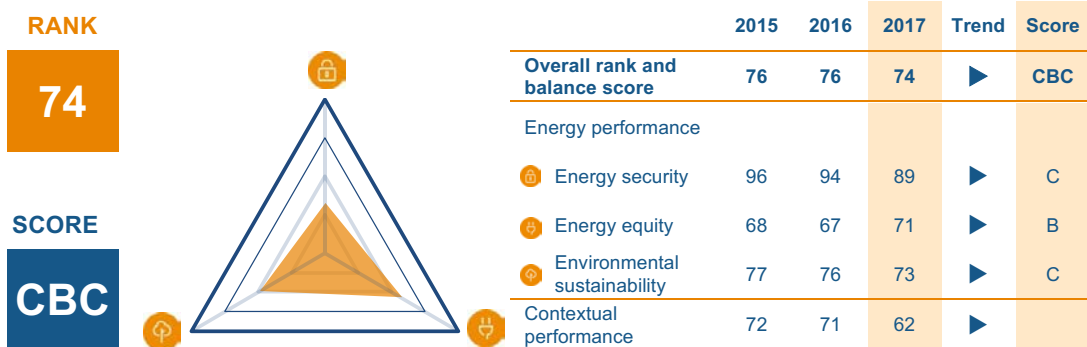 RANK
74
SCORE
CBC
2015 2016 2017 Trend Score
Overall rank and
balance score 76 76 74 CBC
Energy performance
Energy security 96 94 89 C
Energy equity 68 67 71 B
Environmental
sustainability 77 76 73 C
Contextual
performance 72 71 62